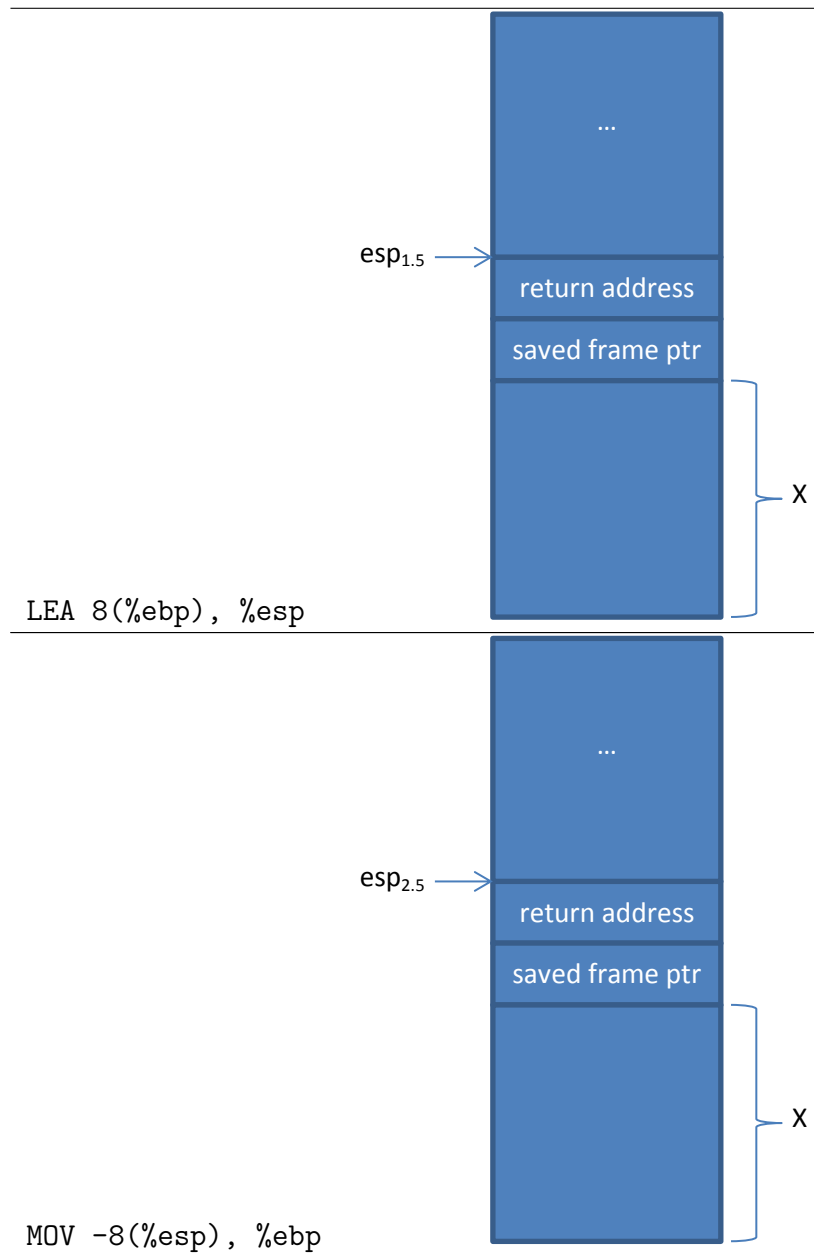 ...
esp1.5
return address
saved frame ptr
X
LEA 8(%ebp), %esp
...
esp2.5
return address
saved frame ptr
X
MOV -8(%esp), %ebp